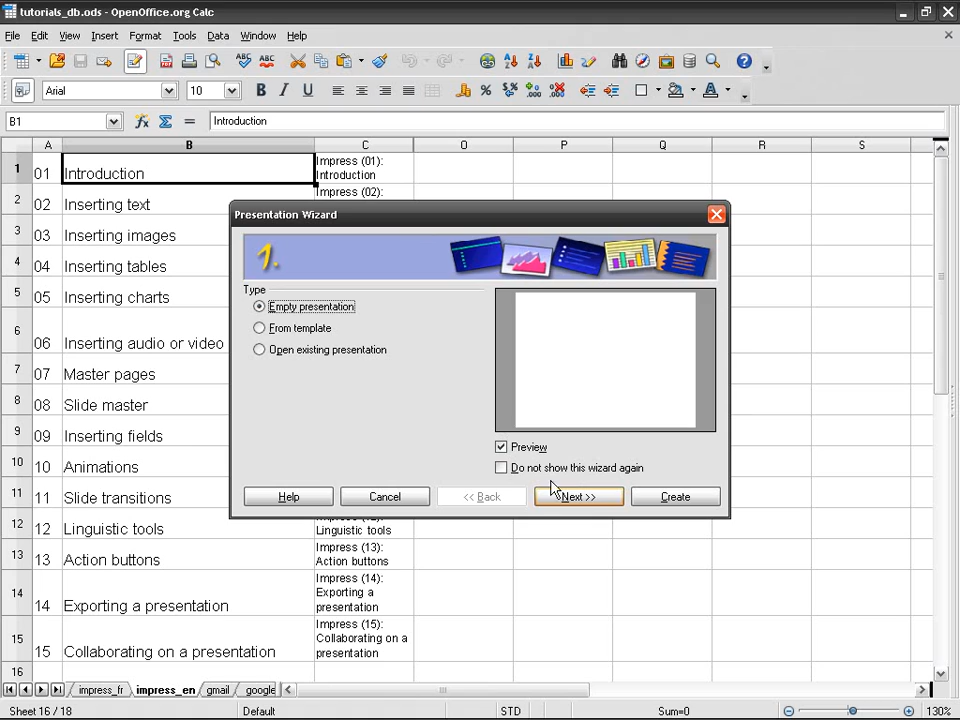 tutorials_db.ods - OpenOffice.org Calc
File Edit View Insert Format Tools Data Window Help
Arial 10
B1 Introduction
A B C O P Q R S
1 01 Introduction Impress (01):
Introduction
2 02 Inserting text Impress (02):
3 03 Inserting images
4 04 Inserting tables
5 05 Inserting charts
6 06 Inserting audio or video
7 07 Master pages
8 08 Slide master
9 09 Inserting fields
10 10 Animations
11 11 Slide transitions
12 12 Linguistic tools
Linguistic tools
13 13 Action buttons Impress (13):
Action buttons
14 14 Exporting a presentation Impress (14):
Exporting a
presentation
15 15 Collaborating on a presentation Impress (15):
Collaborating on a
presentation
16
Presentation Wizard
1.
Type
Empty presentation
From template
Open existing presentation
Preview
Do not show this wizard again
Help Cancel << Back Next >> Create
impress_fr impress_en gmail google
Sheet 16 / 18 Default STD Sum=0 130%